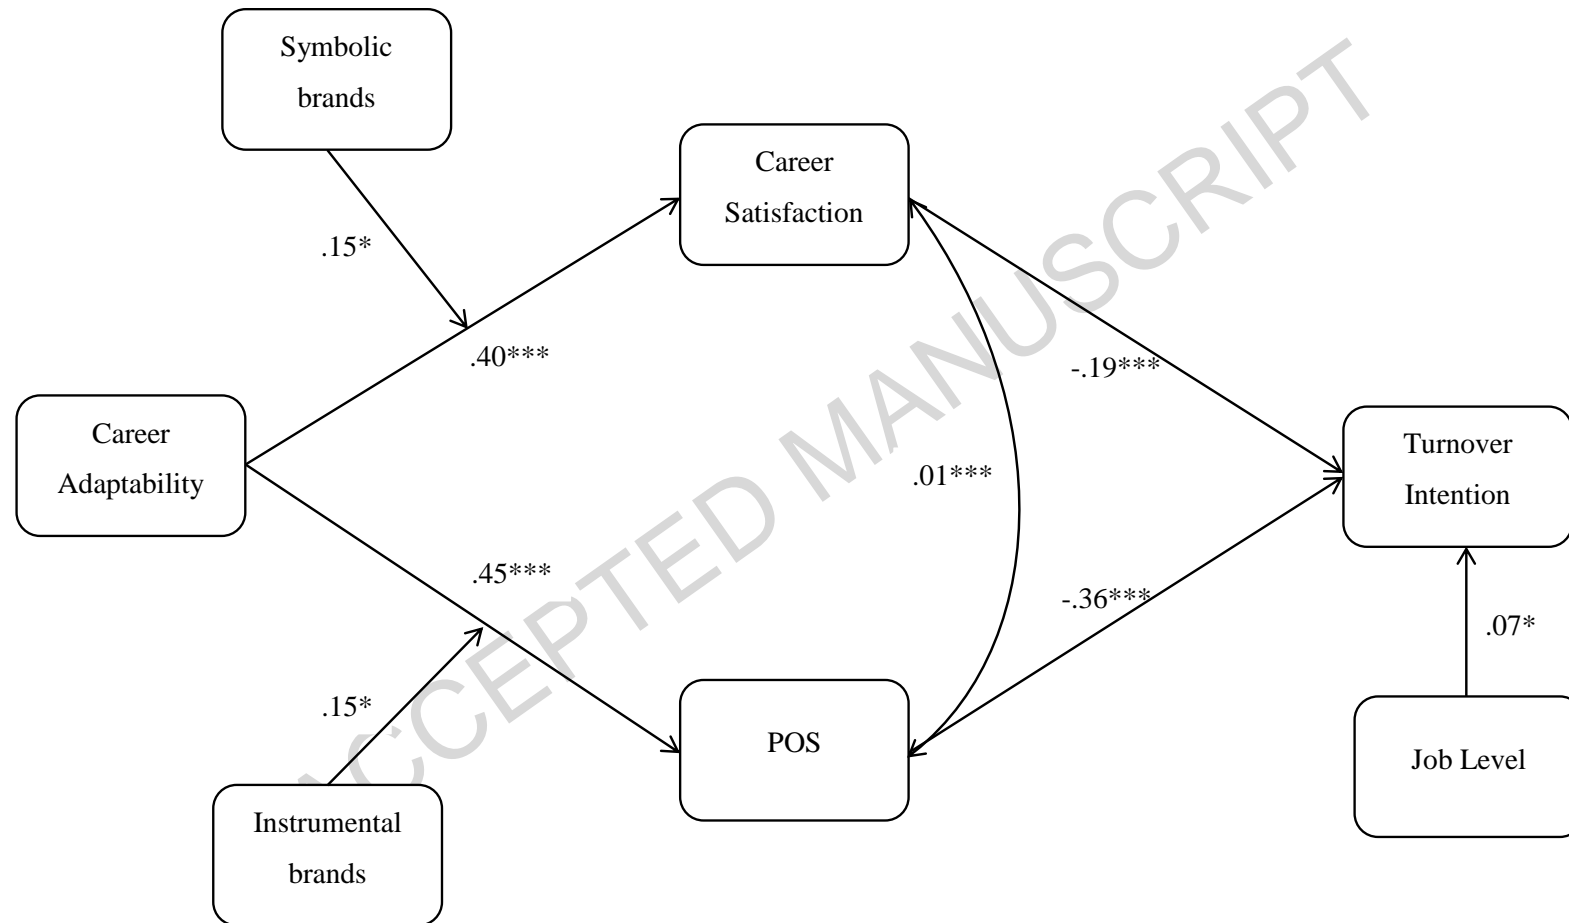 Symbolic
brands
Career
Satisfaction
.15*
.40***
-.19***
Career
Adaptability
Turnover
Intention
.01***
.45***
-.36***
.07*
.15*
POS
Job Level
Instrumental
brands
ACCEPTED MANUSCRIPT